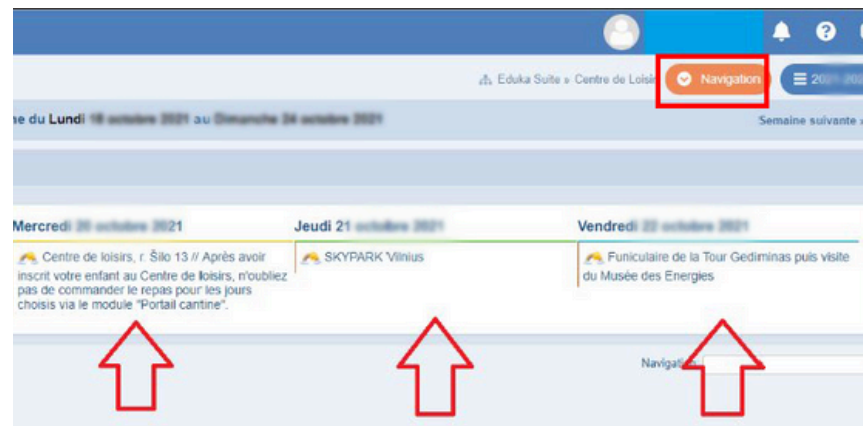 Eduka Suite » Centre de Loisir
Navigation
ne du Lundi au
Semaine suivante »
Mercredi 2021
Jeudi 21
Vendredi
Centre de loisirs, r. Šilo 13 // Après avoir
inscrit votre enfant au Centre de loisirs, n'oubliez
pas de commander le repas pour les jours
choisis via le module "Portail cantine".
SKYPARK Vilnius
Funiculaire de la Tour Gediminas puis visite
du Musée des Energies